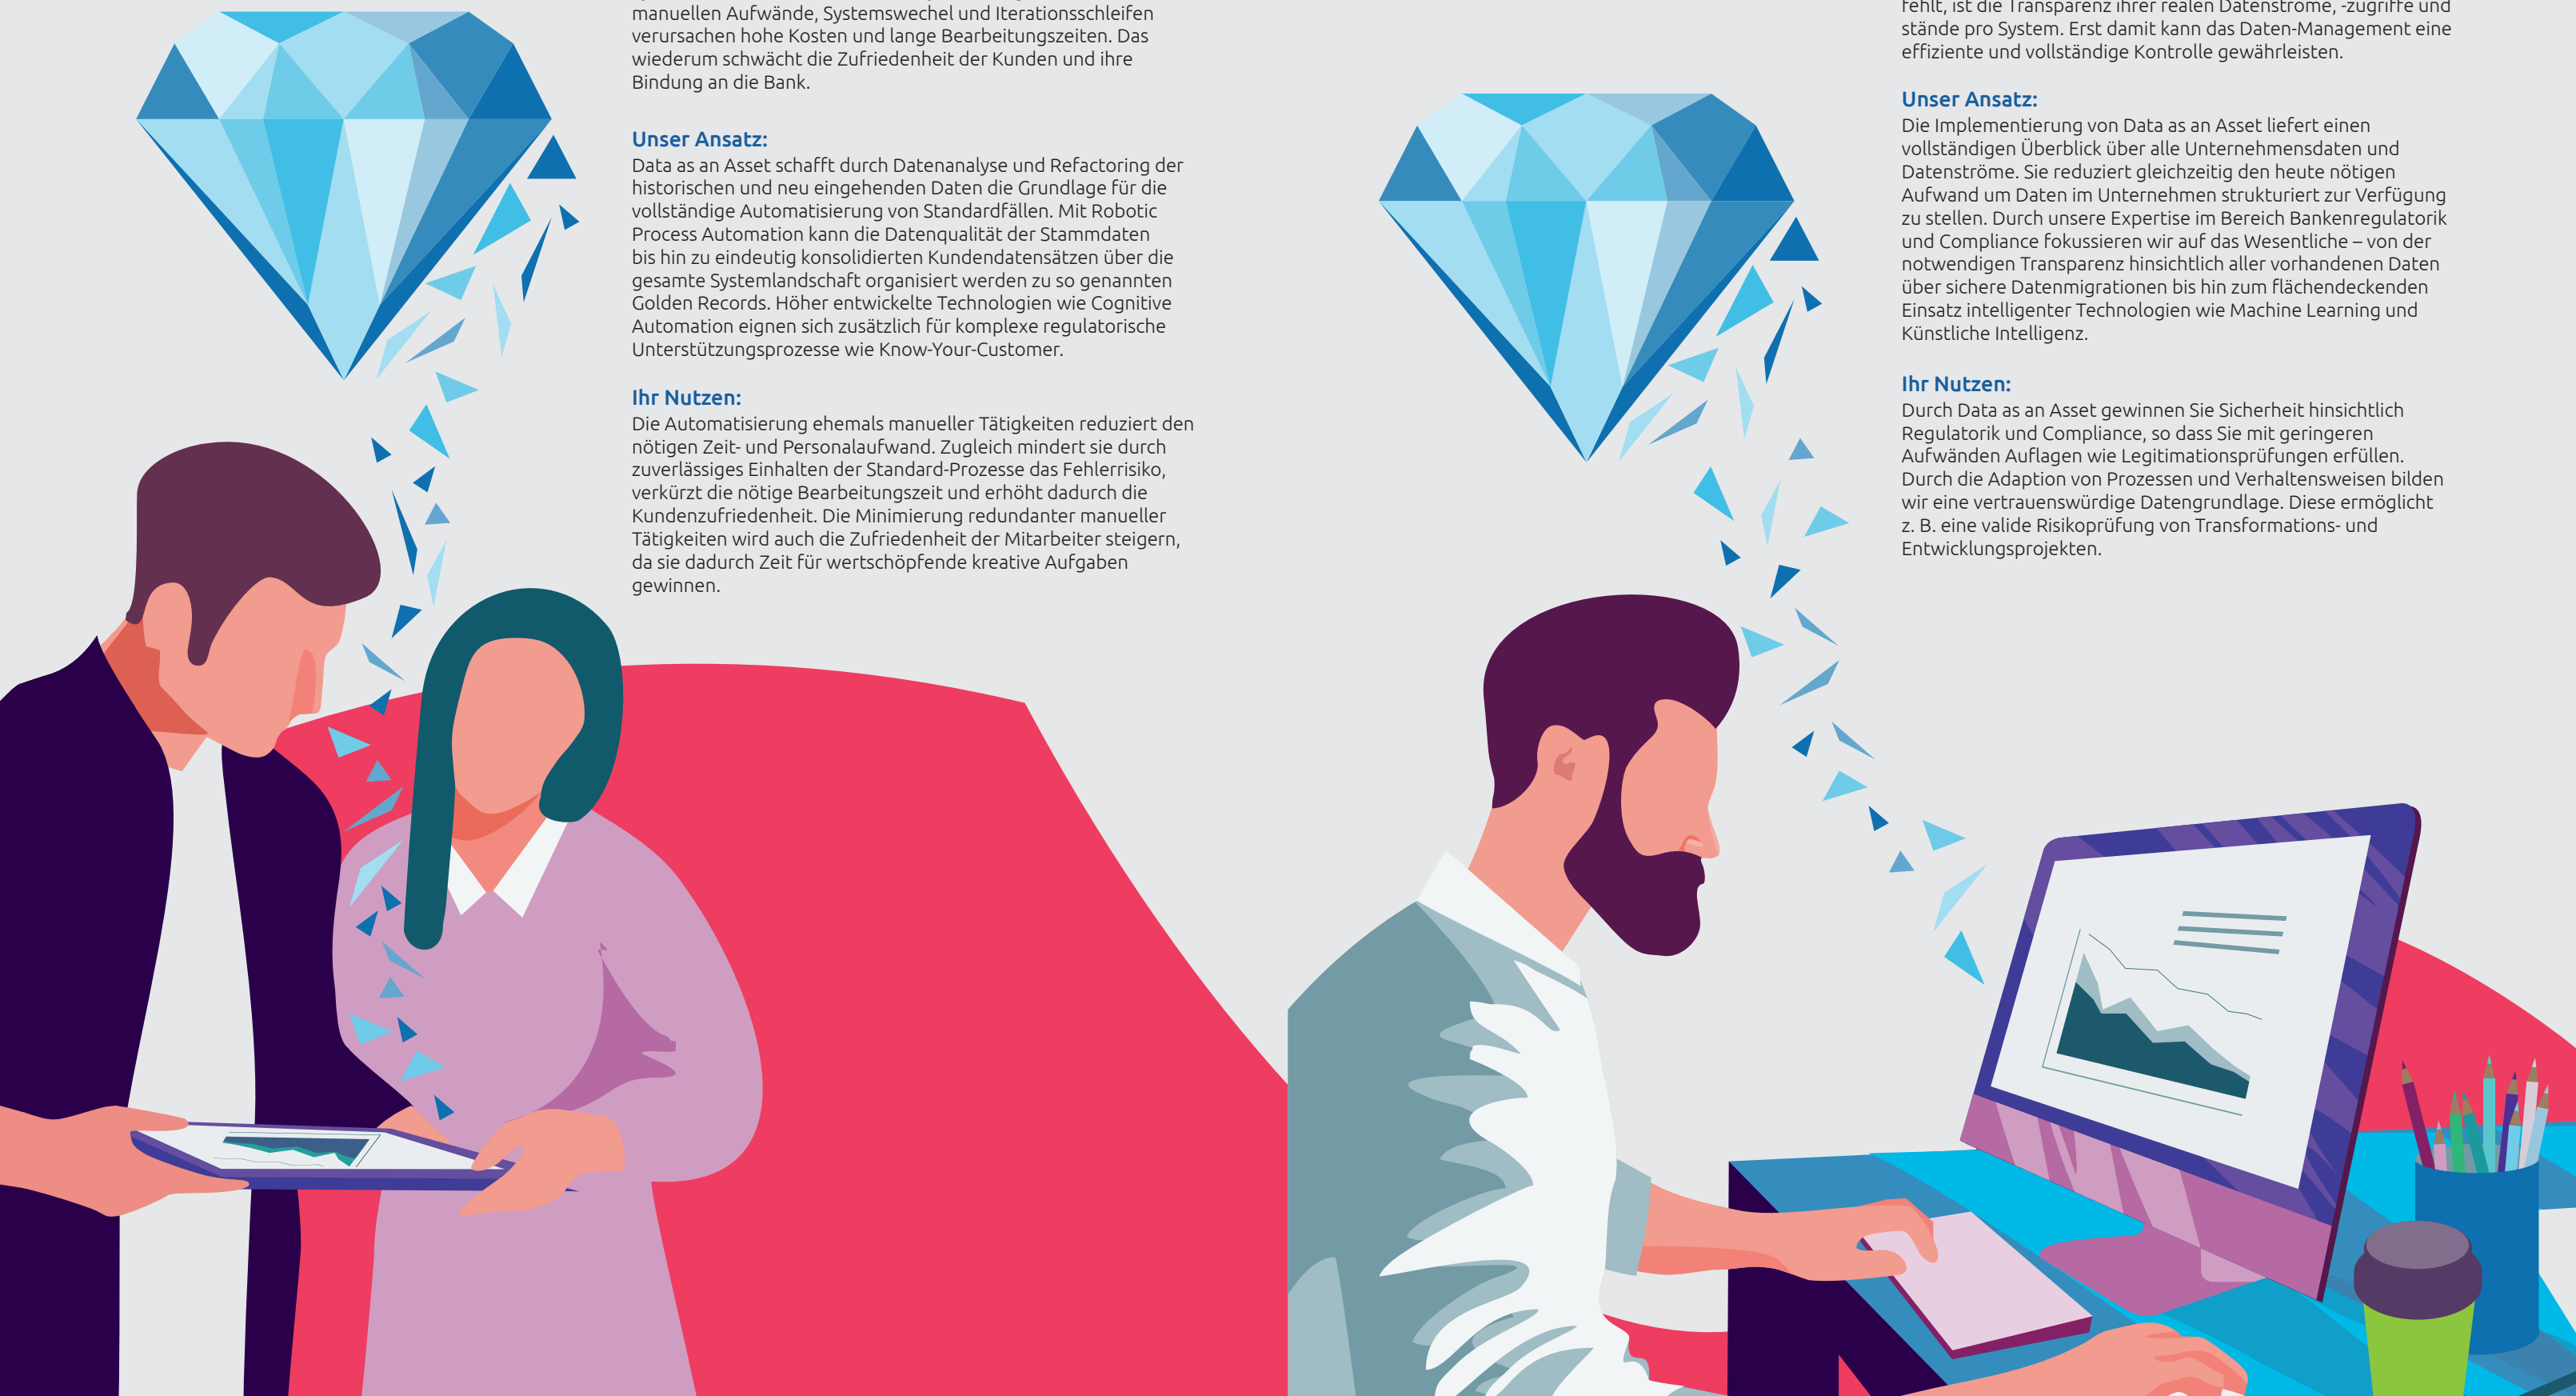 manuellen Aufwände, Systemswechel und Iterationsschleifen
verursachen hohe Kosten und lange Bearbeitungszeiten. Das
wiederum schwächt die Zufriedenheit der Kunden und ihre
Bindung an die Bank.
Unser Ansatz:
Data as an Asset schafft durch Datenanalyse und Refactoring der
historischen und neu eingehenden Daten die Grundlage für die
vollständige Automatisierung von Standardfällen. Mit Robotic
Process Automation kann die Datenqualität der Stammdaten
bis hin zu eindeutig konsolidierten Kundendatensätzen über die
gesamte Systemlandschaft organisiert werden zu so genannten
Golden Records. Höher entwickelte Technologien wie Cognitive
Automation eignen sich zusätzlich für komplexe regulatorische
Unterstützungsprozesse wie Know-Your-Customer.
Ihr Nutzen:
Die Automatisierung ehemals manueller Tätigkeiten reduziert den
nötigen Zeit- und Personalaufwand. Zugleich mindert sie durch
zuverlässiges Einhalten der Standard-Prozesse das Fehlerrisiko,
verkürzt die nötige Bearbeitungszeit und erhöht dadurch die
Kundenzufriedenheit. Die Minimierung redundanter manueller
Tätigkeiten wird auch die Zufriedenheit der Mitarbeiter steigern,
da sie dadurch Zeit für wertschöpfende kreative Aufgaben
gewinnen.
fehlt, ist die Transparenz ihrer realen Datenströme, -zugriffe und
stände pro System. Erst damit kann das Daten-Management eine
effiziente und vollständige Kontrolle gewährleisten.
Unser Ansatz:
Die Implementierung von Data as an Asset liefert einen
vollständigen Überblick über alle Unternehmensdaten und
Datenströme. Sie reduziert gleichzeitig den heute nötigen
Aufwand um Daten im Unternehmen strukturiert zur Verfügung
zu stellen. Durch unsere Expertise im Bereich Bankenregulatorik
und Compliance fokussieren wir auf das Wesentliche – von der
notwendigen Transparenz hinsichtlich aller vorhandenen Daten
über sichere Datenmigrationen bis hin zum flächendeckenden
Einsatz intelligenter Technologien wie Machine Learning und
Künstliche Intelligenz.
Ihr Nutzen:
Durch Data as an Asset gewinnen Sie Sicherheit hinsichtlich
Regulatorik und Compliance, so dass Sie mit geringeren
Aufwänden Auflagen wie Legitimationsprüfungen erfüllen.
Durch die Adaption von Prozessen und Verhaltensweisen bilden
wir eine vertrauenswürdige Datengrundlage. Diese ermöglicht
z. B. eine valide Risikoprüfung von Transformations- und
Entwicklungsprojekten.